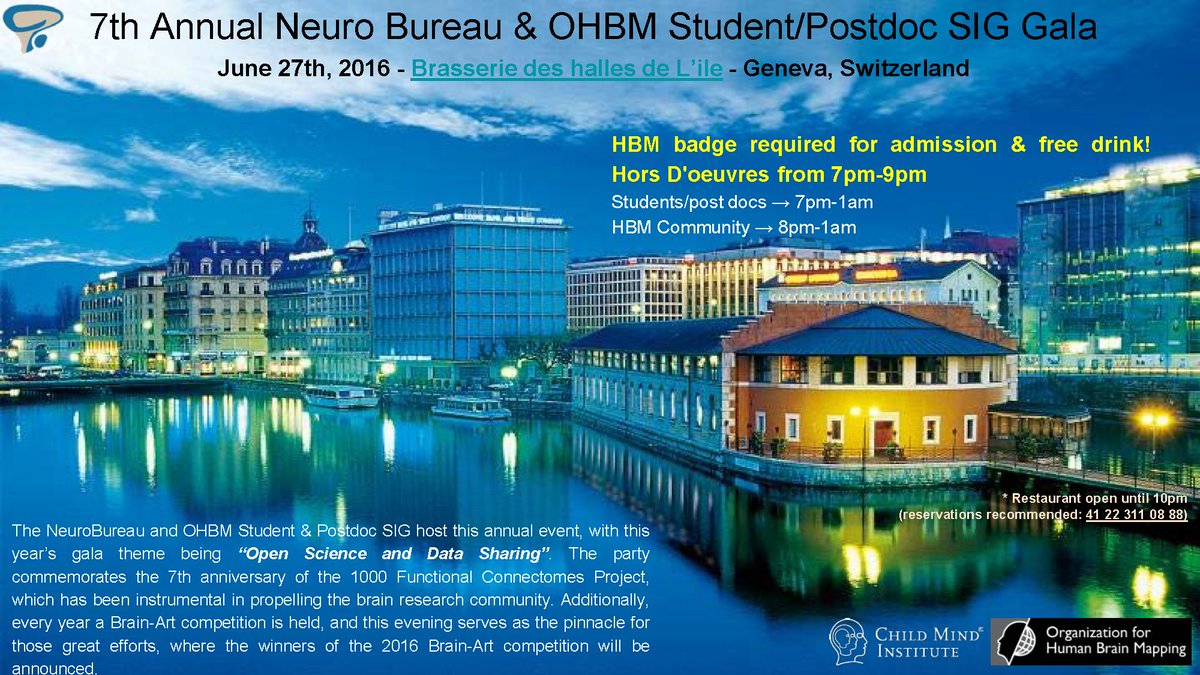 7th Annual Neuro Bureau & OHBM Student/Postdoc SIG Gala
June 27th, 2016 - Brasserie des halles de L’ile - Geneva, Switzerland
HBM badge required for admission & free drink!
Hors D'oeuvres from 7pm-9pm
Students/post docs → 7pm-1am
HBM Community → 8pm-1am
* Restaurant open until 10pm
(reservations recommended: 41 22 311 08 88)
The NeuroBureau and OHBM Student & Postdoc SIG host this annual event, with this
year’s gala theme being “Open Science and Data Sharing”. The party
commemorates the 7th anniversary of the 1000 Functional Connectomes Project,
which has been instrumental in propelling the brain research community. Additionally,
every year a Brain-Art competition is held, and this evening serves as the pinnacle for
those great efforts, where the winners of the 2016 Brain-Art competition will be
announced.
CHILD MIND®
INSTITUTE
Organization for
Human Brain Mapping